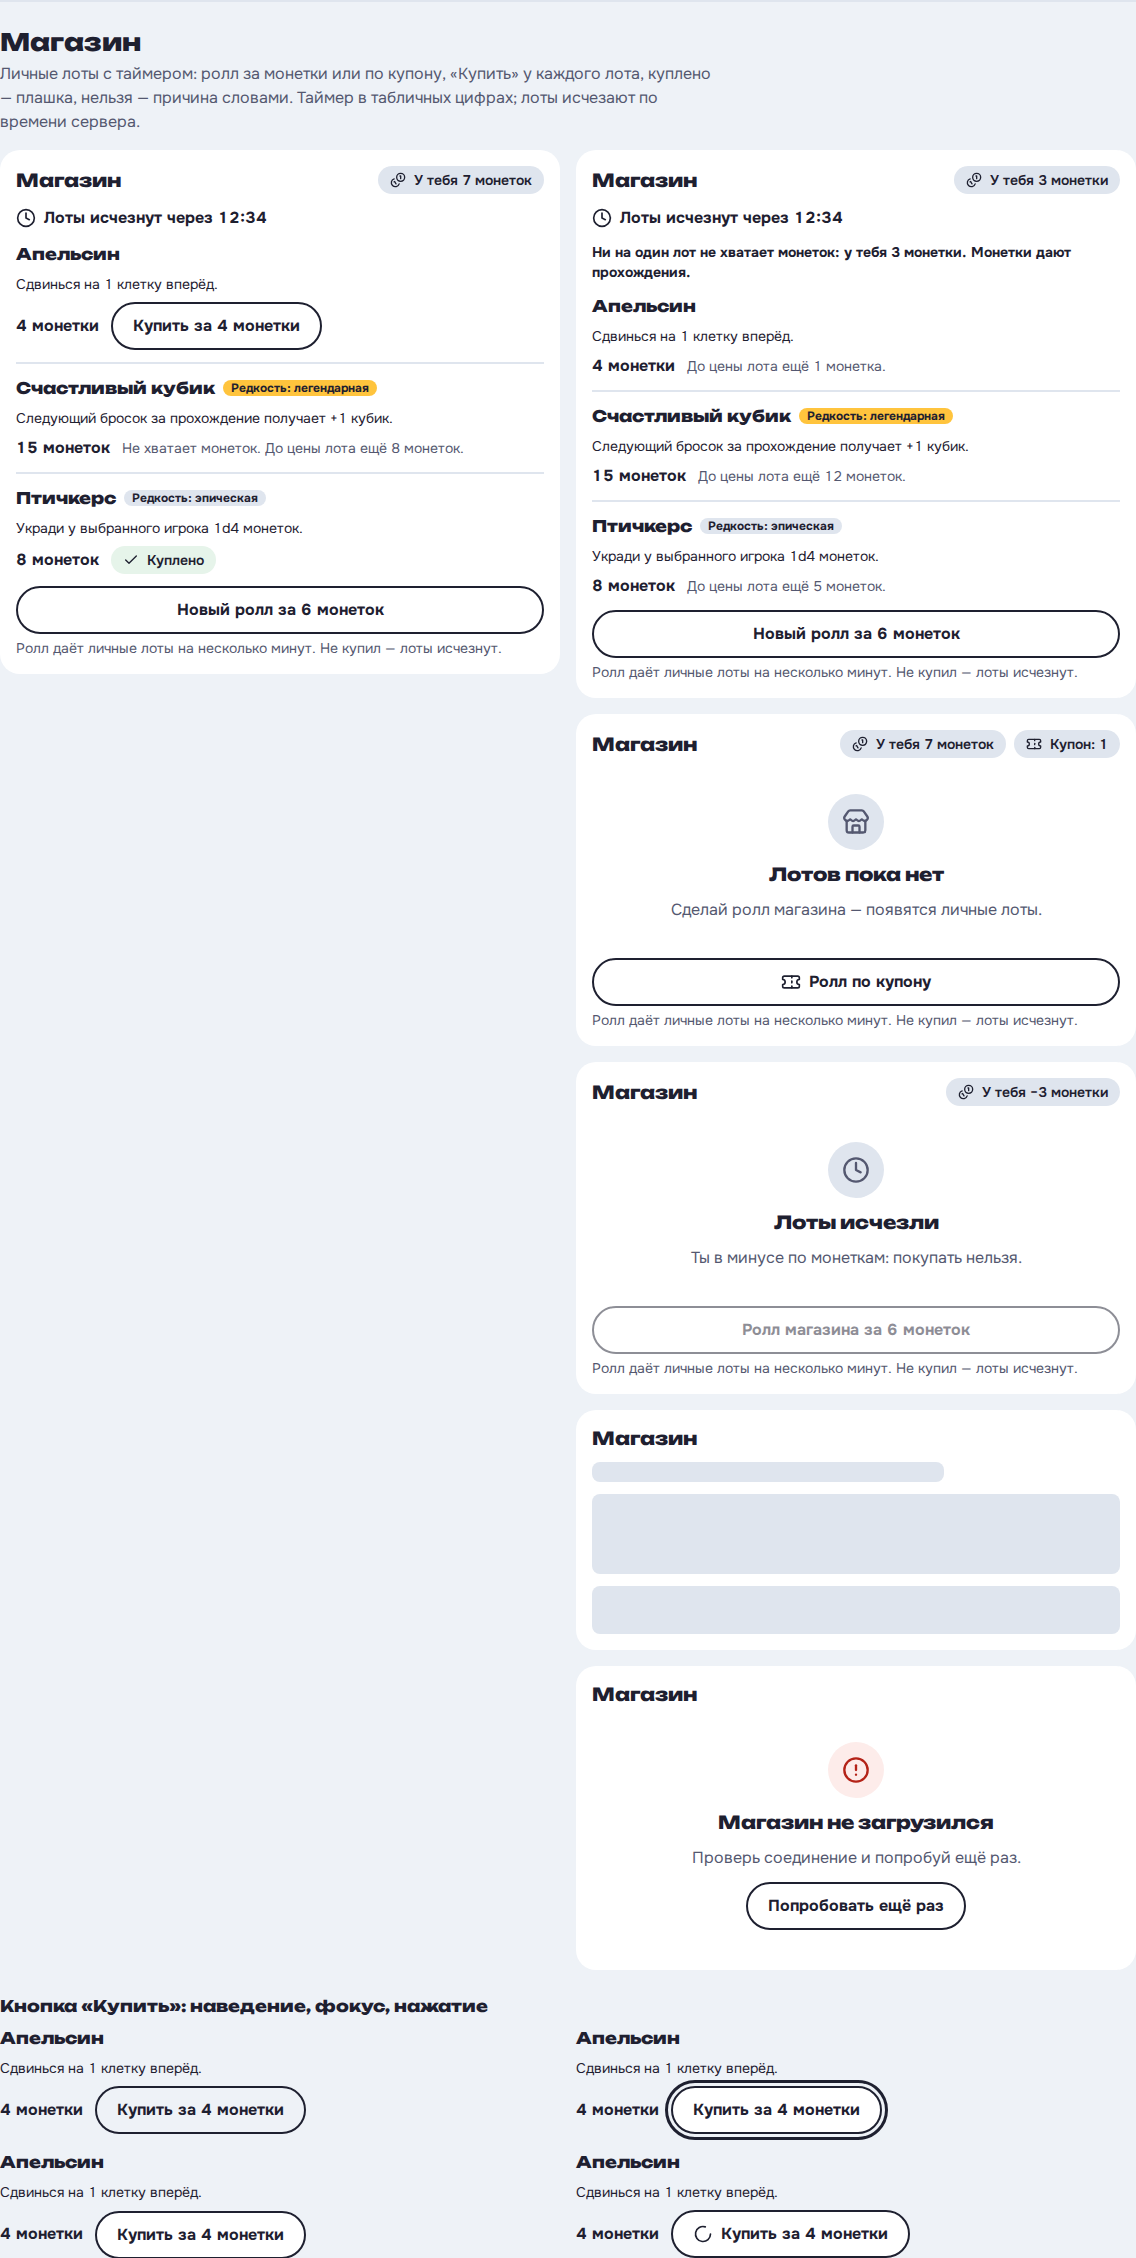 Магазин
Личные лоты с таймером: ролл за монетки или по купону, «Купить» у каждого лота, куплено
— плашка, нельзя — причина словами. Таймер в табличных цифрах; лоты исчезают по
времени сервера.
Магазин
У тебя 7 монеток
Лоты исчезнут через 12:34
Апельсин
Сдвинься на 1 клетку вперёд.
4 монетки
Купить за 4 монетки
Счастливый кубик
Редкость: легендарная
Следующий бросок за прохождение получает +1 кубик.
15 монеток
Не хватает монеток. До цены лота ещё 8 монеток.
Птичкерс
Редкость: эпическая
Укради у выбранного игрока 1d4 монеток.
8 монеток
Куплено
Новый ролл за 6 монеток
Ролл даёт личные лоты на несколько минут. Не купил — лоты исчезнут.
Магазин
У тебя 3 монетки
Лоты исчезнут через 12:34
Ни на один лот не хватает монеток: у тебя 3 монетки. Монетки дают
прохождения.
Апельсин
Сдвинься на 1 клетку вперёд.
4 монетки
До цены лота ещё 1 монетка.
Счастливый кубик
Редкость: легендарная
Следующий бросок за прохождение получает +1 кубик.
15 монеток
До цены лота ещё 12 монеток.
Птичкерс
Редкость: эпическая
Укради у выбранного игрока 1d4 монеток.
8 монеток
До цены лота ещё 5 монеток.
Новый ролл за 6 монеток
Ролл даёт личные лоты на несколько минут. Не купил — лоты исчезнут.
Магазин
У тебя 7 монеток
Купон: 1
Лотов пока нет
Сделай ролл магазина — появятся личные лоты.
Ролл по купону
Ролл даёт личные лоты на несколько минут. Не купил — лоты исчезнут.
Магазин
У тебя −3 монетки
Лоты исчезли
Ты в минусе по монеткам: покупать нельзя.
Ролл магазина за 6 монеток
Ролл даёт личные лоты на несколько минут. Не купил — лоты исчезнут.
Магазин
Магазин
Магазин не загрузился
Проверь соединение и попробуй ещё раз.
Попробовать ещё раз
Кнопка «Купить»: наведение, фокус, нажатие
Апельсин
Сдвинься на 1 клетку вперёд.
4 монетки
Купить за 4 монетки
Апельсин
Сдвинься на 1 клетку вперёд.
4 монетки
Купить за 4 монетки
Апельсин
Сдвинься на 1 клетку вперёд.
4 монетки
Купить за 4 монетки
Апельсин
Сдвинься на 1 клетку вперёд.
4 монетки
Купить за 4 монетки